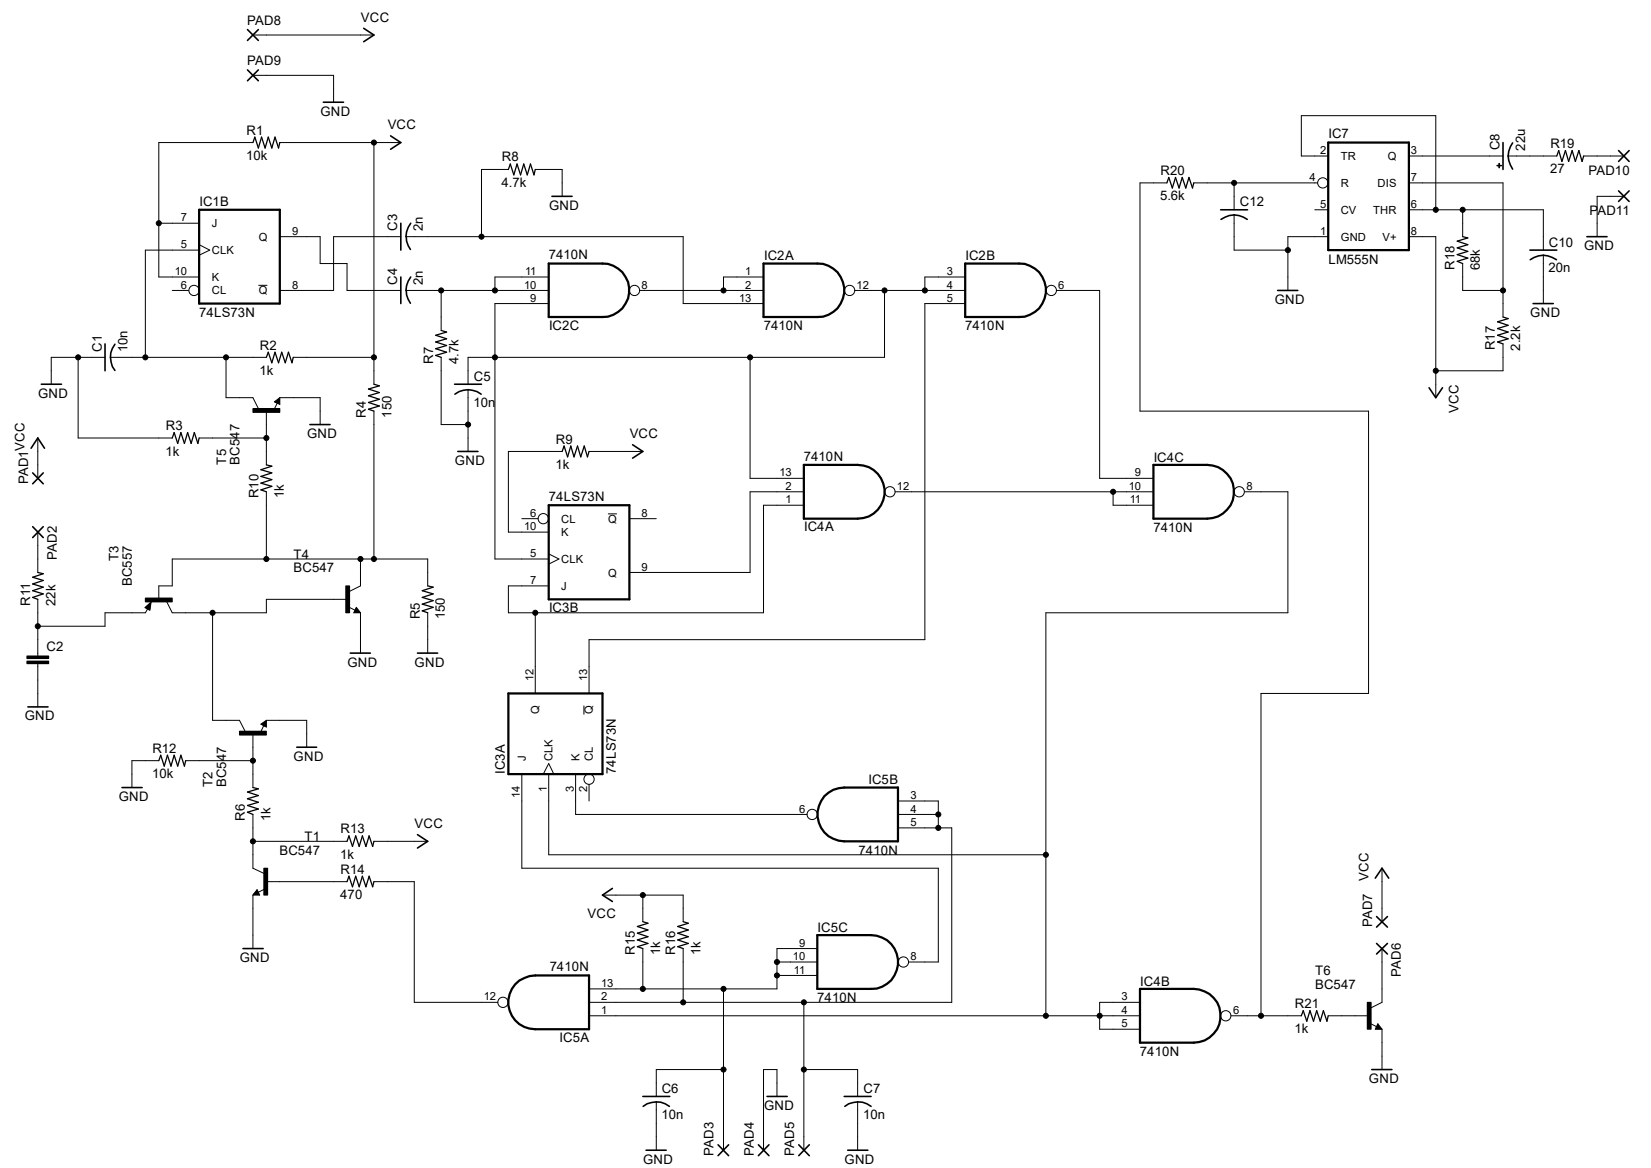 PAD8
VCC
PAD9
GND
R1
10k
VCC
IC1B
7
J
Q
9
5
CLK
10
K
6
CL
Q
8
74LS73N
R8
4.7k
GND
C3
2n
C4
2n
7410N
11
10
9
8
IC2C
IC2A
1
2
13
12
7410N
IC2B
3
4
5
6
7410N
R20
5.6k
C12
GND
IC7
2
TR
Q
3
4
R
DIS
7
5
CV
THR
6
1
GND
V+
8
LM555N
C8
22u
R19
27
PAD10
PAD11
GND
R18
68k
C10
20n
GND
R17
2.2k
VCC
C1
10n
GND
R2
1k
R3
1k
T5
BC547
GND
R4
150
R7
4.7k
C5
10n
GND
PAD1
VCC
R10
1k
R9
1k
VCC
74LS73N
6
CL
Q
8
10
K
5
CLK
7
J
Q
9
IC3B
7410N
13
2
1
12
IC4A
IC4C
9
10
11
8
7410N
PAD2
R11
22k
C2
GND
T3
BC557
T4
BC547
GND
R5
150
GND
12
13
Q
Q
J
CLK
K
CL
14
1
3
2
IC3A
74LS73N
R12
10k
GND
T2
BC547
GND
R6
1k
T1
BC547
R13
1k
VCC
R14
470
GND
IC5B
3
4
5
6
7410N
VCC
R15
1k
R16
1k
IC5C
9
10
11
8
7410N
7410N
13
2
1
12
IC5A
C6
10n
GND
PAD3
PAD4
GND
PAD5
C7
10n
GND
IC4B
3
4
5
6
7410N
R21
1k
T6
BC547
PAD7
VCC
PAD6
GND